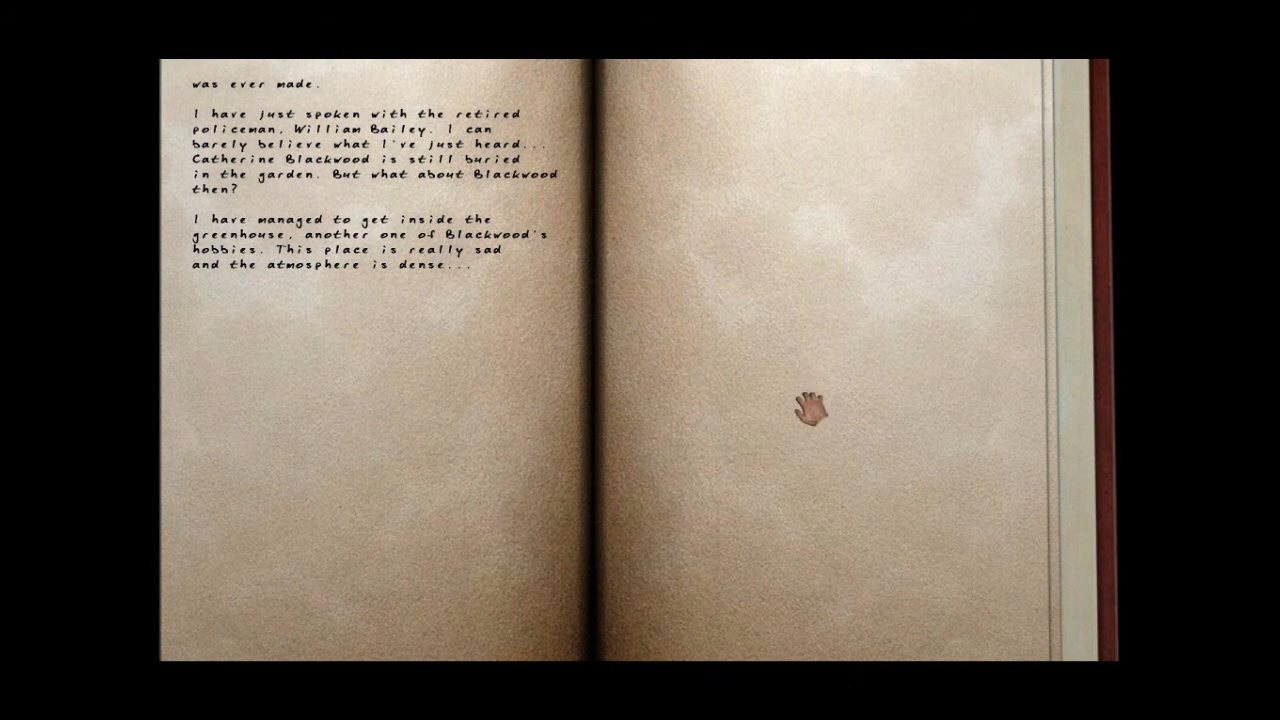 was ever made.
I have just spoken with the retired
policeman, William Bailey. I can
barely believe what I've just heard...
Catherine Blackwood is still buried
in the garden. But what about Blackwood
then?
I have managed to get inside the
greenhouse, another one of Blackwood's
hobbies. This place is really sad
and the atmosphere is dense...